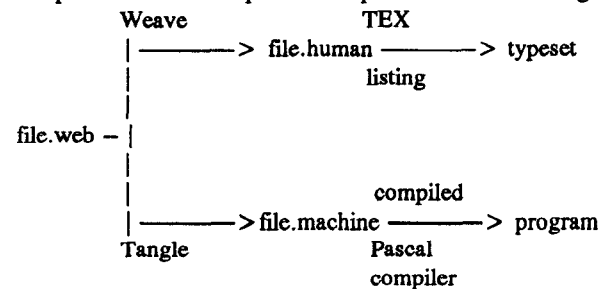 Weave TEX
file.human typeset
listing
file.web
compiled
file.machine program
Tangle Pascal
compiler